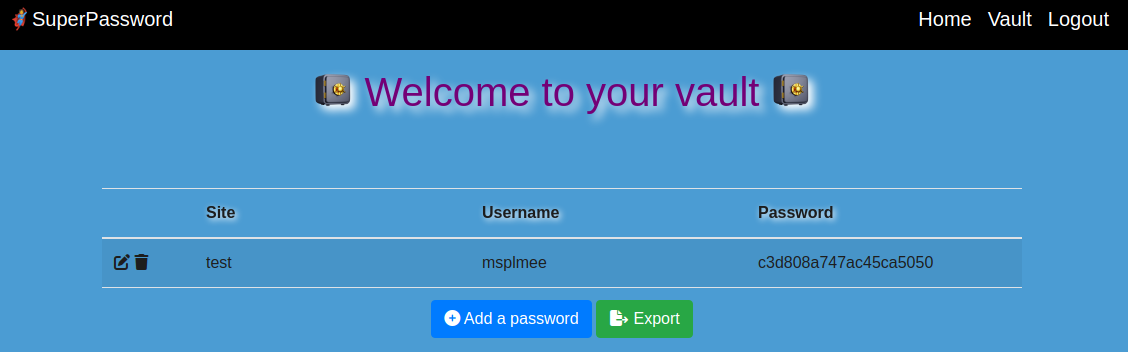 SuperPassword Home Vault Logout
Welcome to your vault
Site Username Password
test msplmee c3d808a747ac45ca5050
Add a password Export